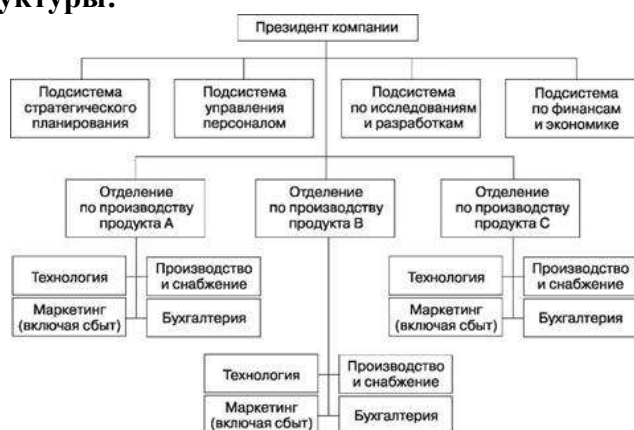 уктуры:
Президент компании
Подсистема
стратегического
планирования
Подсистема
управления
персоналом
Подсистема
по исследованиям
и разработкам
Подсистема
по финансам
и экономике
Отделение
по производству
продукта А
Отделение
по производству
продукта В
Отделение
по производству
продукта С
Технология
Производство
и снабжение
Маркетинг
(включая сбыт)
Бухгалтерия
Технология
Производство
и снабжение
Маркетинг
(включая сбыт)
Бухгалтерия
Технология
Производство
и снабжение
Маркетинг
(включая сбыт)
Бухгалтерия